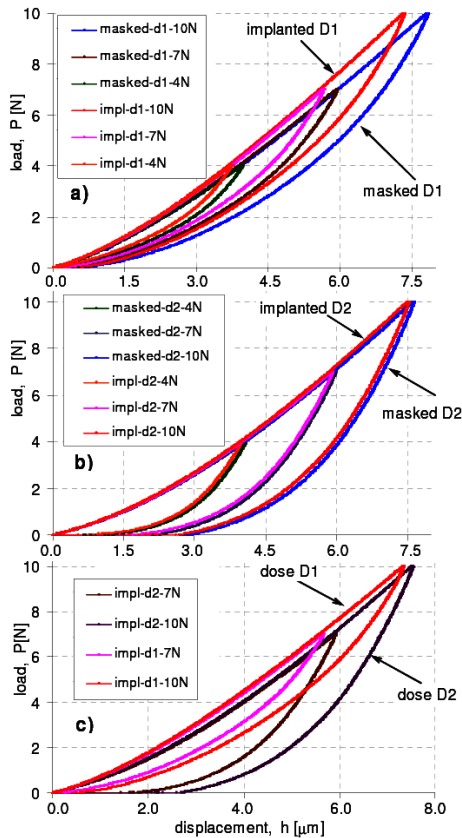 10
8
6
4
2
0
load, P [N]
masked-d1-10N
masked-d1-7N
masked-d1-4N
impl-d1-10N
impl-d1-7N
impl-d1-4N
implanted D1
masked D1
a)
0.0
1.5
3.0
4.5
6.0
7.5
10
8
6
4
2
0
load, P [N]
masked-d2-4N
masked-d2-7N
masked-d2-10N
impl-d2-4N
impl-d2-7N
impl-d2-10N
implanted D2
masked D2
b)
0.0
1.5
3.0
4.5
6.0
7.5
10
8
6
4
2
0
load, P[N]
impl-d2-7N
impl-d2-10N
impl-d1-7N
impl-d1-10N
dose D1
dose D2
c)
0.0
2.0
4.0
6.0
8.0
displacement, h [μm]